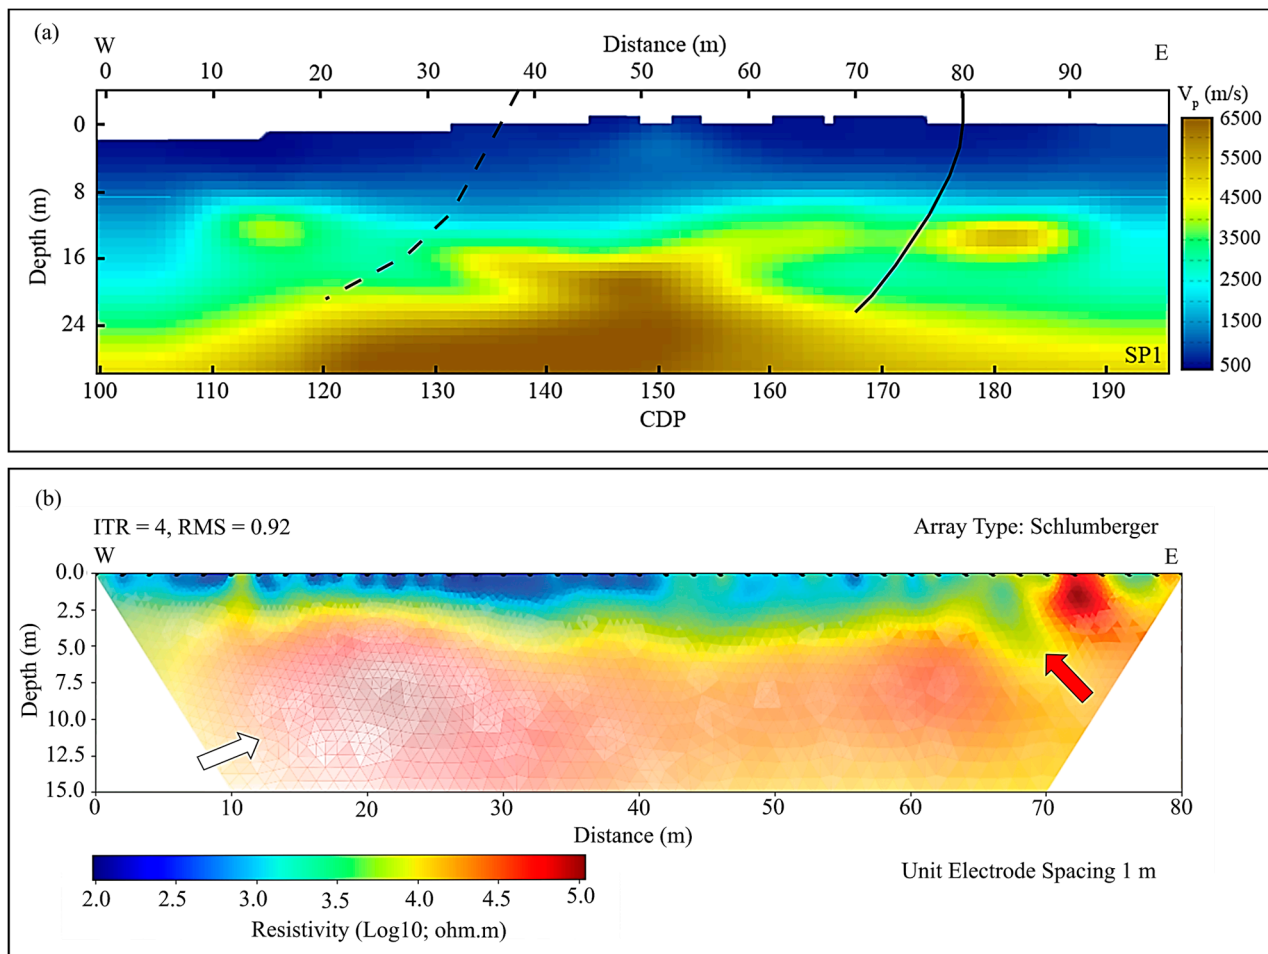 (a)
W Distance (m) E
0 10 20 30 40 50 60 70 80 90
Vp (m/s)
0
8
16
24
Depth (m)
6500
5500
4500
3500
2500
1500
500
SP1
100 110 120 130 140 150 160 170 180 190
CDP
(b)
ITR = 4, RMS = 0.92 Array Type: Schlumberger
W E
0.0
2.5
5.0
7.5
10.0
12.5
15.0
Depth (m)
0 10 20 30 40 50 60 70 80
Distance (m)
Unit Electrode Spacing 1 m
2.0 2.5 3.0 3.5 4.0 4.5 5.0
Resistivity (Log10; ohm.m)